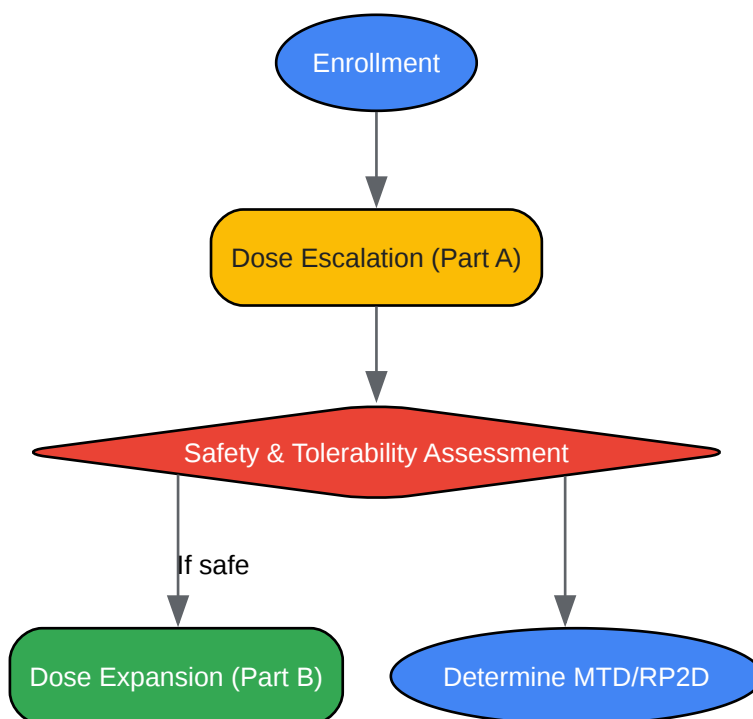 Enrollment
Dose Escalation (Part A)
Safety & Tolerability Assessment
If safe
Dose Expansion (Part B)
Determine MTD/RP2D